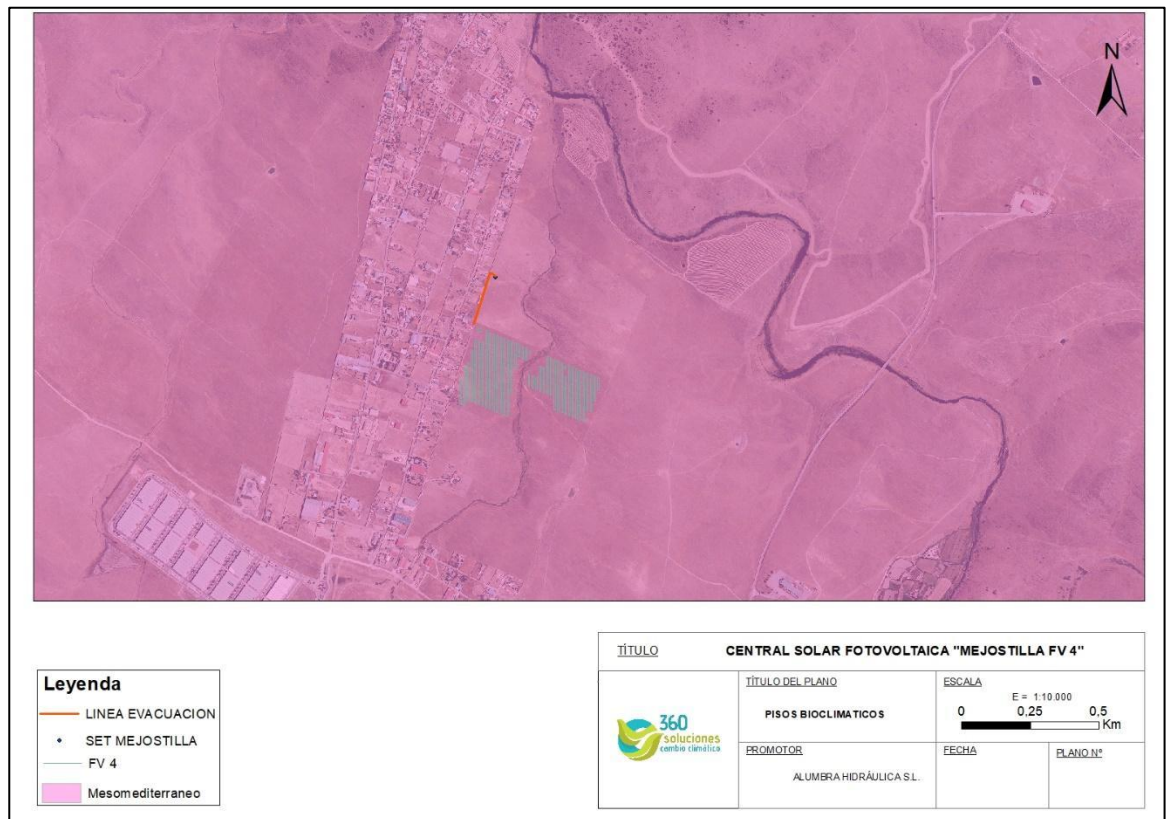 N
Leyenda
LINEA EVACUACION
SET MEJOSTILLA
FV 4
Mesomediterraneo
TÍTULO
CENTRAL SOLAR FOTOVOLTAICA "MEJOSTILLA FV 4"
360
soluciones
cambio climático
TÍTULO DEL PLANO
PISOS BIOCLIMATICOS
ESCALA
E = 1:10.000
0 0,25 0,5
Km
PROMOTOR
ALUMBRA HIDRÁULICA S.L.
FECHA
PLANO Nº